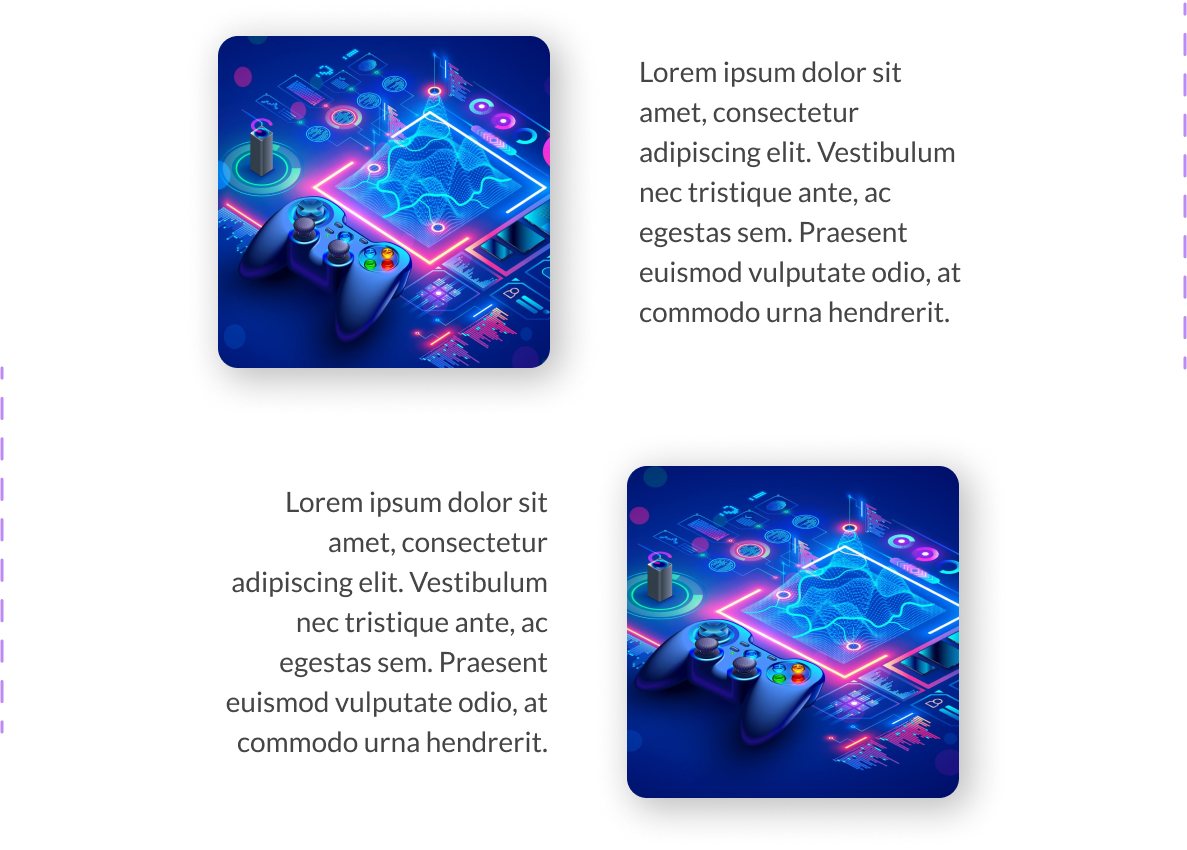 Lorem ipsum dolor sit
amet, consectetur
adipiscing elit. Vestibulum
nec tristique ante, ac
egestas sem. Praesent
euismod vulputate odio, at
commodo urna hendrerit.
Lorem ipsum dolor sit
amet, consectetur
adipiscing elit. Vestibulum
nec tristique ante, ac
egestas sem. Praesent
euismod vulputate odio, at
commodo urna hendrerit.